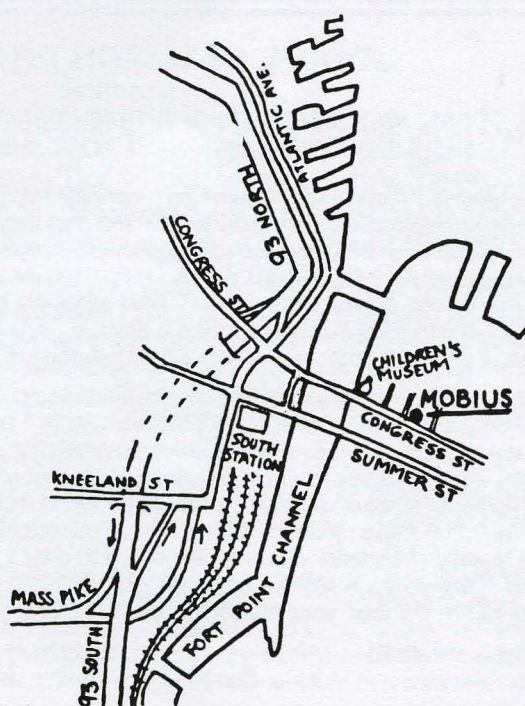 ATLANTIC AVE.
93 NORTH
CONGRESS ST
CHILDREN'S
MUSEUM
MOBIUS
CONGRESS ST
SUMMER ST
SOUTH
STATION
KNEELAND ST
FORT POINT CHANNEL
MASS PIKE
93 SOUTH